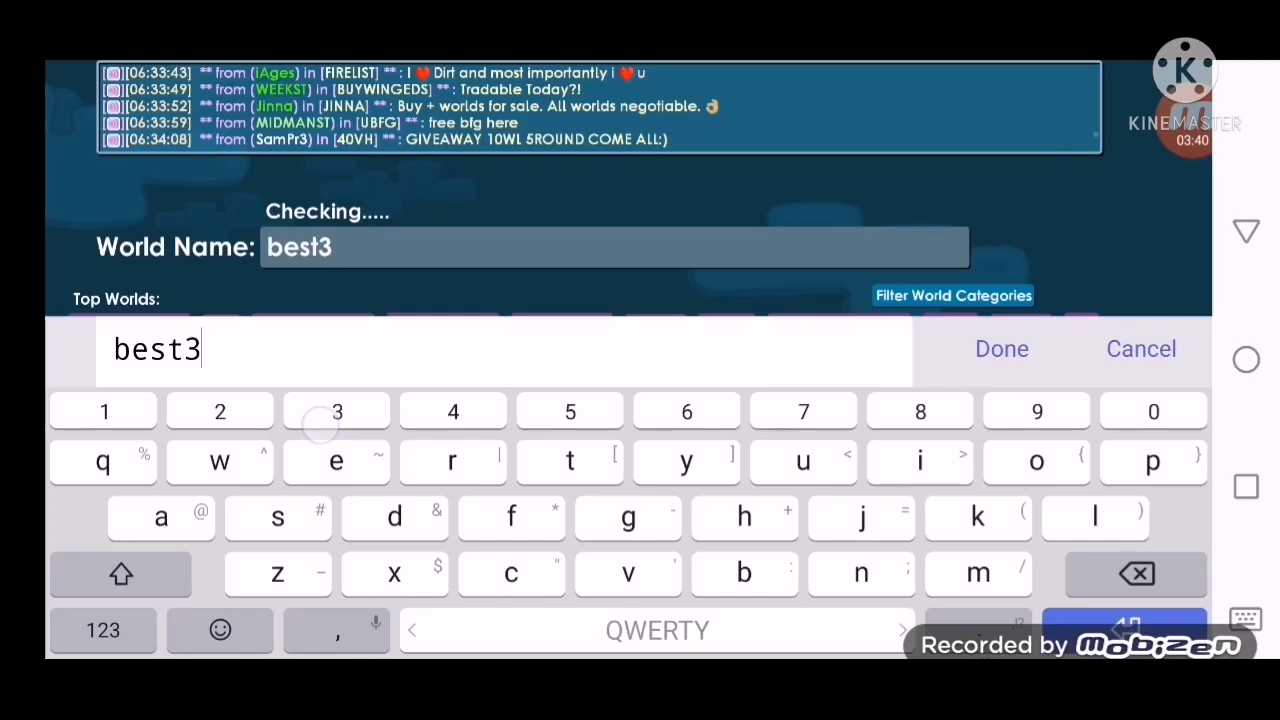 [06:33:43] ** from (iAges) in [FIRELIST] ** : I ❤ Dirt and most importantly i ❤ u
[06:33:49] ** from (WEEKST) in [BUYWINGEDS] ** : Tradable Today?!
[06:33:52] ** from (Jinna) in [JINNA] ** : Buy + worlds for sale. All worlds negotiable. 👌
[06:33:59] ** from (MIDMANST) in [UBFG] ** : free bfg here
[06:34:08] ** from (SamPr3) in [40VH] ** : GIVEAWAY 10WL 5ROUND COME ALL:)
K
KINEMASTER
03:40
Checking.....
World Name: best3
Top Worlds:
Filter World Categories
best3
Done Cancel
1 2 3 4 5 6 7 8 9 0
q % w ^ e ~ r | t [ y ] u < i > o { p }
a @ s # d & f * g - h + j = k ( l )
z _ x $ c " v ' b : n ; m /
123 , < QWERTY > . !?
Recorded by mobizen